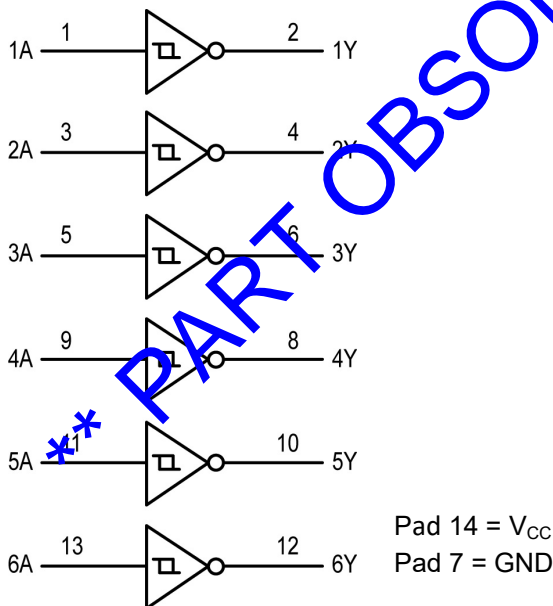 1A 1 2 1Y
2A 3 4 2Y
3A 5 6 3Y
4A 9 8 4Y
5A 11 10 5Y
6A 13 12 6Y
Pad 14 = VCC
Pad 7 = GND
** PART